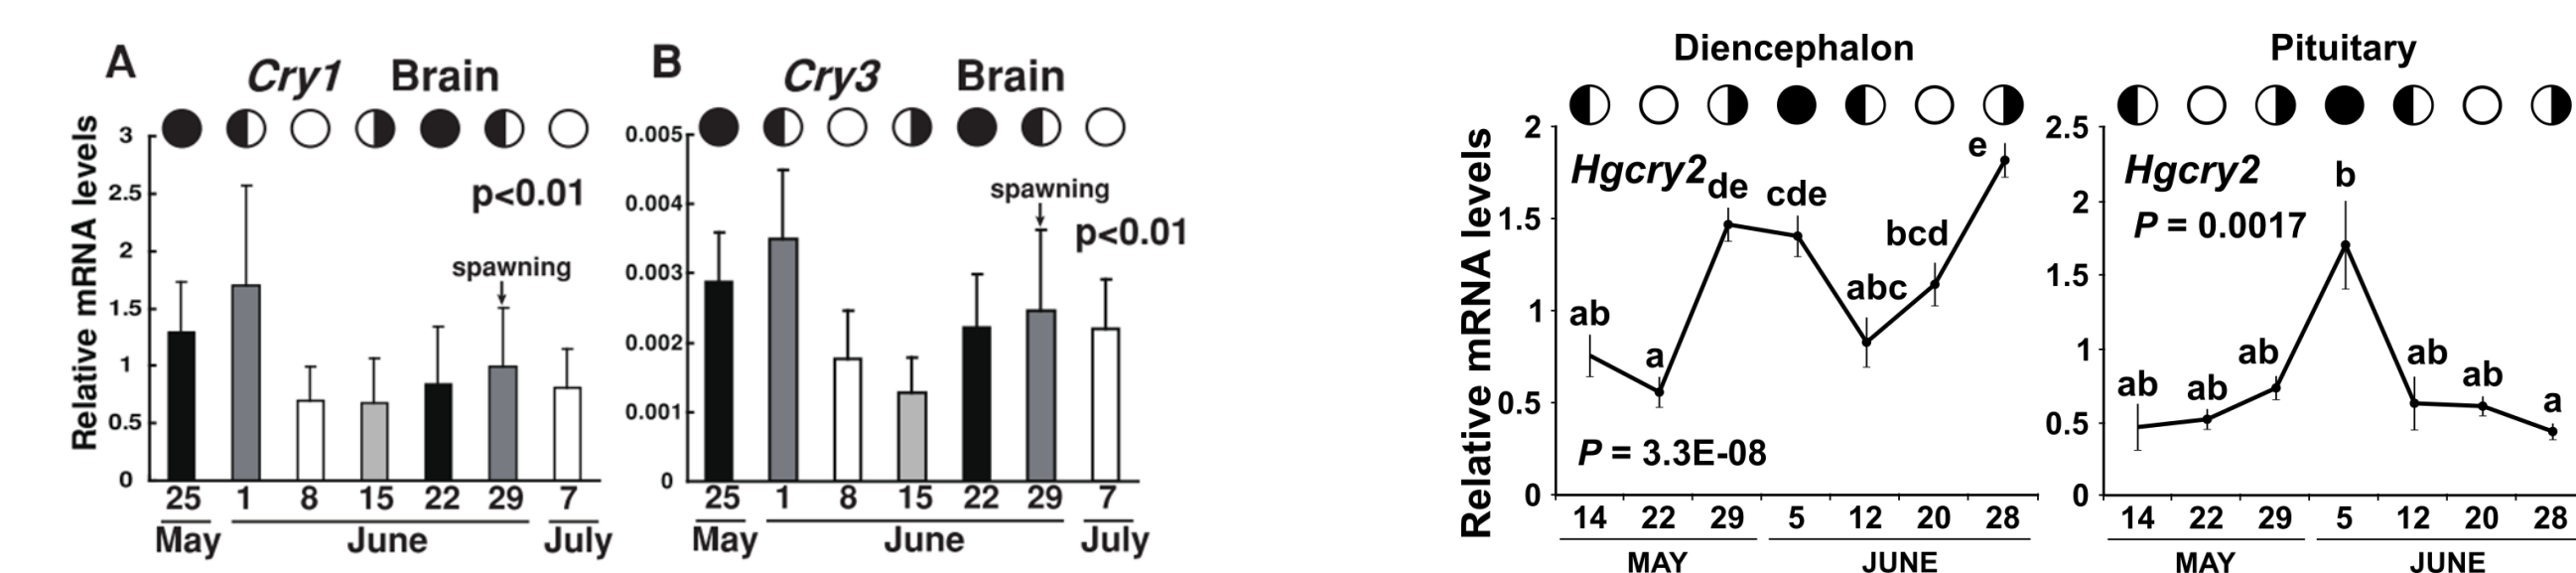 A
Cry1 Brain
Relative mRNA levels
3
2.5
2
1.5
1
0.5
0
p<0.01
spawning
25 1 8 15 22 29 7
May June July
B
Cry3 Brain
0.005
0.004
0.003
0.002
0.001
0
spawning
p<0.01
25 1 8 15 22 29 7
May June July
Diencephalon
Relative mRNA levels
2
1.5
1
0.5
0
Hgcry2
ab a de cde abc bcd e
P = 3.3E-08
14 22 29 5 12 20 28
MAY JUNE
Pituitary
2.5
2
1.5
1
0.5
0
Hgcry2
P = 0.0017
ab ab ab b ab ab a
14 22 29 5 12 20 28
MAY JUNE